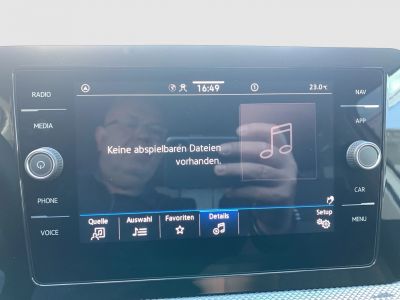 RADIO
MEDIA
PHONE
VOICE
16:49
23.0°C
Keine abspielbaren Dateien
vorhanden.
Quelle
Auswahl
Favoriten
Details
Setup
NAV
APP
CAR
MENU